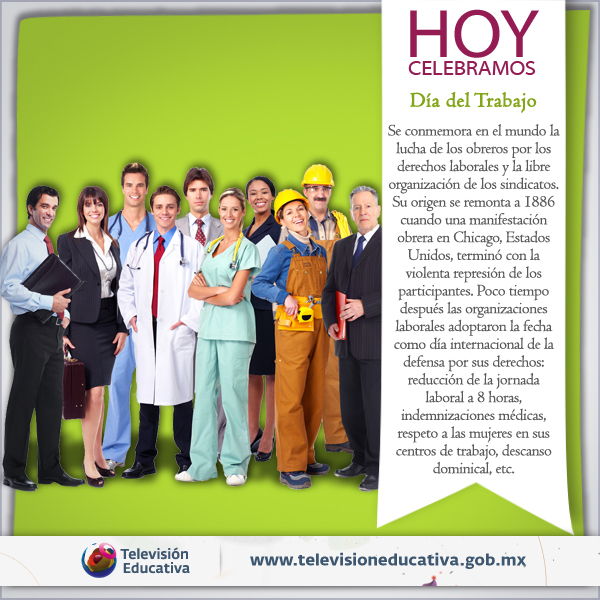 HOY
CELEBRAMOS
Día del Trabajo
Se conmemora en el mundo la
lucha de los obreros por los
derechos laborales y la libre
organización de los sindicatos.
Su origen se remonta a 1886
cuando una manifestación
obrera en Chicago, Estados
Unidos, terminó con la
violenta represión de los
participantes. Poco tiempo
después las organizaciones
laborales adoptaron la fecha
como día internacional de la
defensa por sus derechos:
reducción de la jornada
laboral a 8 horas,
indemnizaciones médicas,
respeto a las mujeres en sus
centros de trabajo, descanso
dominical, etc.
Televisión
Educativa
www.televisioneducativa.gob.mx